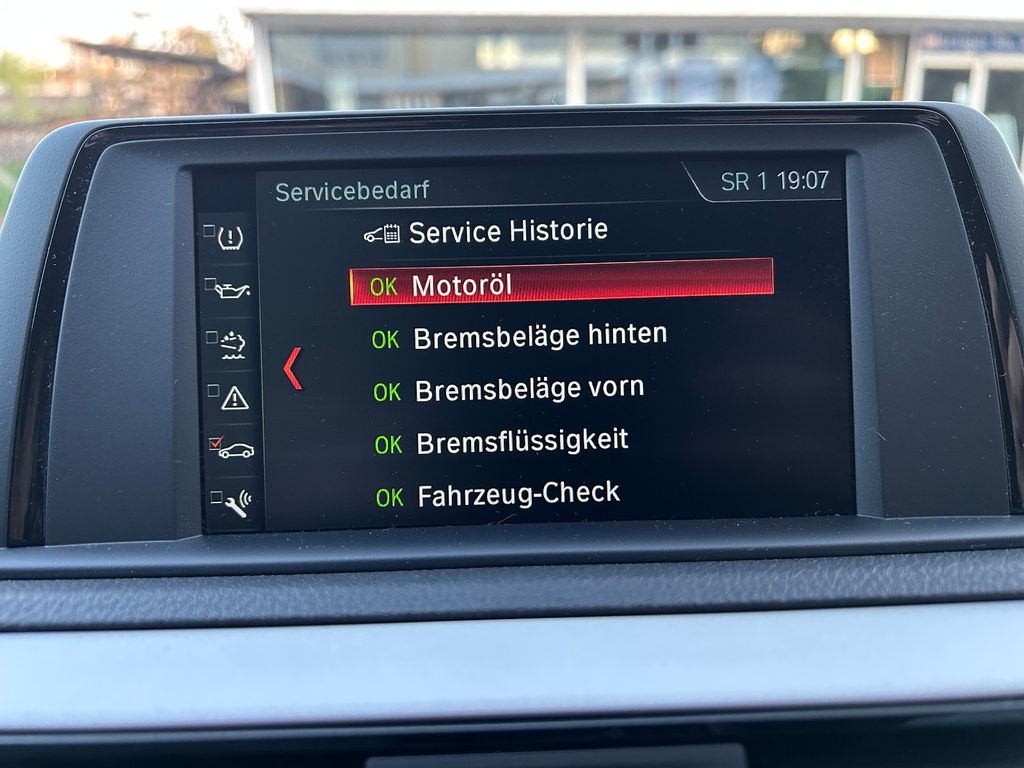 Servicebedarf
SR 1 19:07
Service Historie
OK Motoröl
OK Bremsbeläge hinten
OK Bremsbeläge vorn
OK Bremsflüssigkeit
OK Fahrzeug-Check